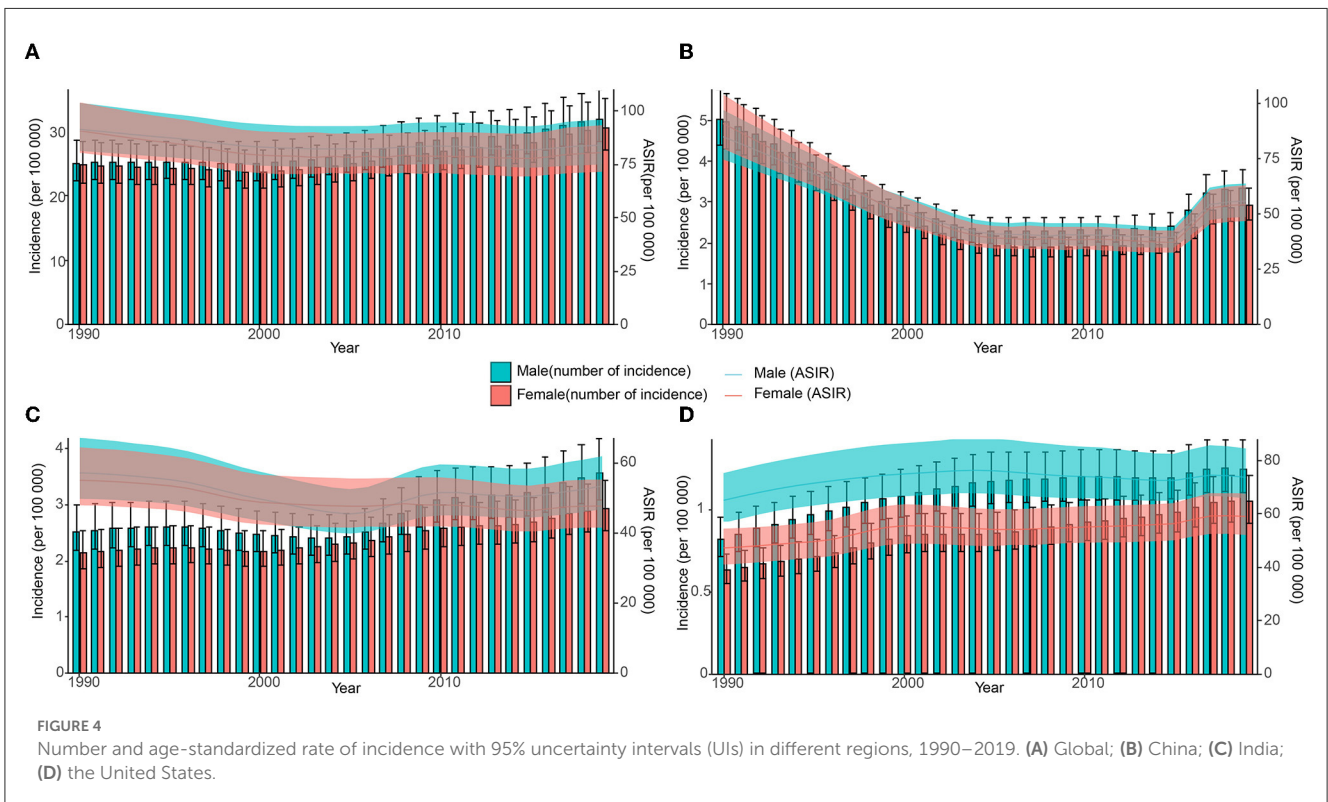 A
Incidence (per 100 000)
30
20
10
0
100
75
50
25
0
ASIR(per 100 000)
1990
2000
2010
Year
B
Incidence (per 100 000)
5
4
3
2
1
0
100
75
50
25
0
ASIR (per 100 000)
1990
2000
2010
Year
Male(number of incidence)
Male (ASIR)
Female(number of incidence)
Female (ASIR)
C
Incidence (per 100 000)
4
3
2
1
0
60
40
20
0
ASIR (per 100 000)
1990
2000
2010
Year
D
Incidence (per 100 000)
1
0.5
0
80
60
40
20
0
ASIR (per 100 000)
1990
2000
2010
Year
FIGURE 4
Number and age-standardized rate of incidence with 95% uncertainty intervals (UIs) in different regions, 1990–2019. (A) Global; (B) China; (C) India;
(D) the United States.